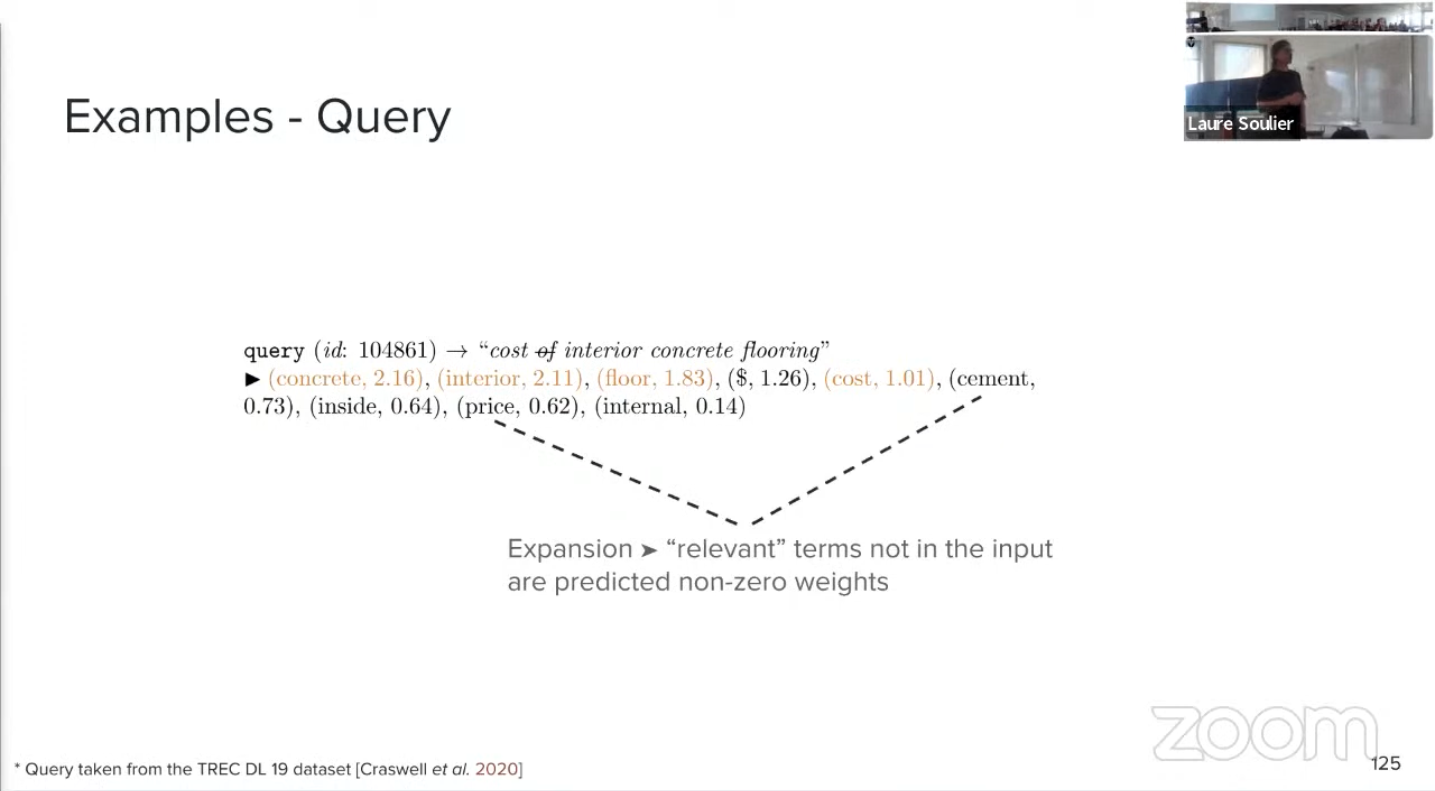 Laure Soulier
Examples - Query
query (id: 104861) → “cost of interior concrete flooring”
► (concrete, 2.16), (interior, 2.11), (floor, 1.83), ($, 1.26), (cost, 1.01), (cement,
0.73), (inside, 0.64), (price, 0.62), (internal, 0.14)
Expansion ➤ “relevant” terms not in the input
are predicted non-zero weights
zoom
* Query taken from the TREC DL 19 dataset [Craswell et al. 2020]
125